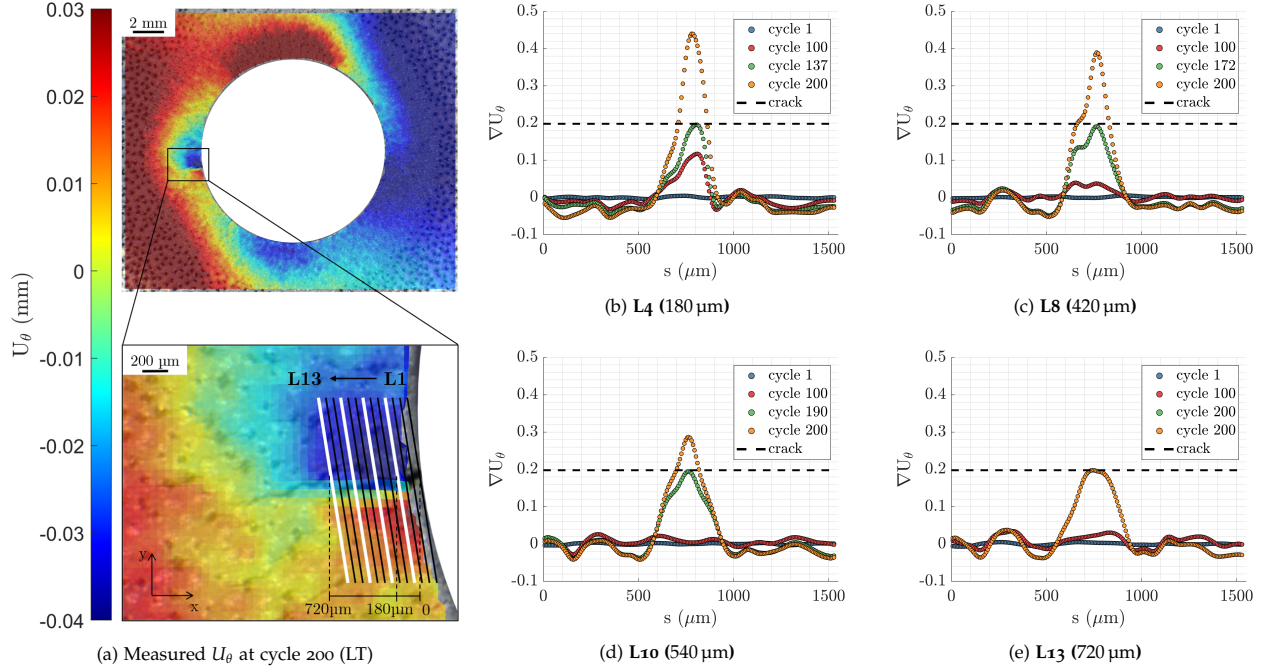 0.03
0.02
0.01
0
-0.01
-0.02
-0.03
-0.04
U_θ (mm)
2 mm
200 µm
L13 L1
y
x
720µm 180µm 0
(a) Measured U_θ at cycle 200 (LT)
0.5
0.4
0.3
0.2
0.1
0
-0.1
∇U_θ
cycle 1
cycle 100
cycle 137
cycle 200
crack
0 500 1000 1500
s (µm)
(b) L4 (180 µm)
0.5
0.4
0.3
0.2
0.1
0
-0.1
∇U_θ
cycle 1
cycle 100
cycle 172
cycle 200
crack
0 500 1000 1500
s (µm)
(c) L8 (420 µm)
0.5
0.4
0.3
0.2
0.1
0
-0.1
∇U_θ
cycle 1
cycle 100
cycle 190
cycle 200
crack
0 500 1000 1500
s (µm)
(d) L10 (540 µm)
0.5
0.4
0.3
0.2
0.1
0
-0.1
∇U_θ
cycle 1
cycle 100
cycle 200
cycle 200
crack
0 500 1000 1500
s (µm)
(e) L13 (720 µm)